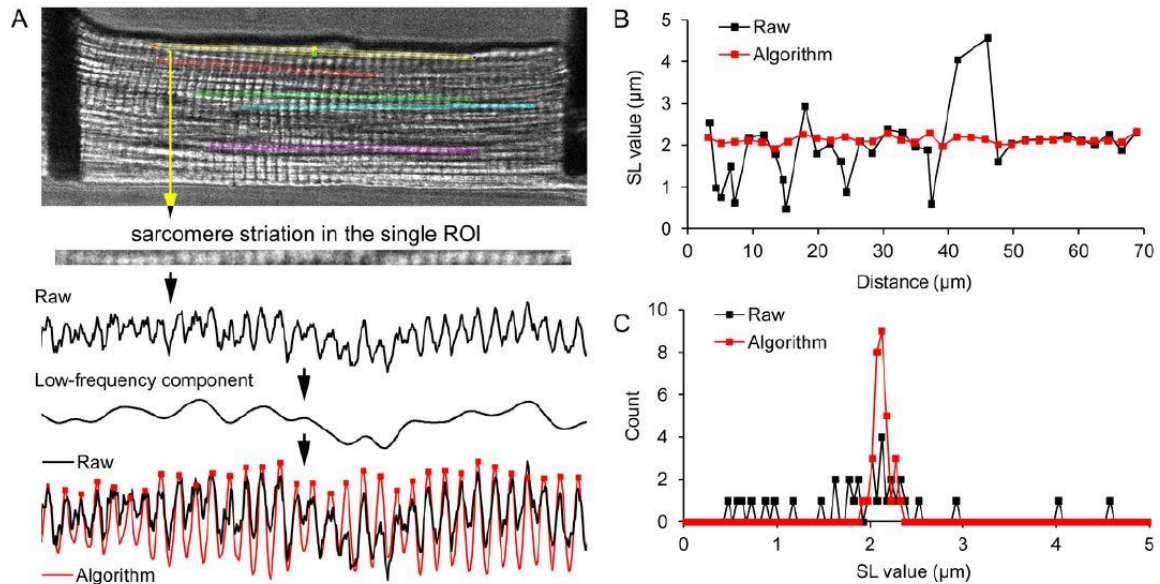 A
sarcomere striation in the single ROI
Raw
Low-frequency component
Raw
Algorithm
B
Raw
Algorithm
SL value (µm)
5
4
3
2
1
0
0 10 20 30 40 50 60 70
Distance (µm)
C
Raw
Algorithm
Count
10
8
6
4
2
0
0 1 2 3 4 5
SL value (µm)